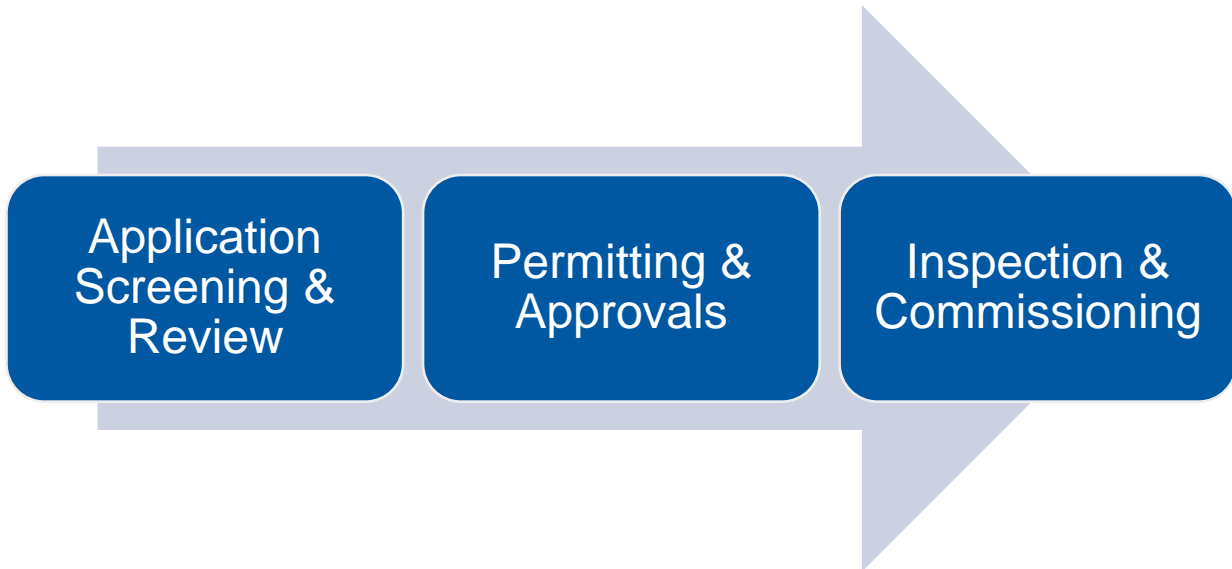 Application
Screening &
Review
Permitting &
Approvals
Inspection &
Commissioning